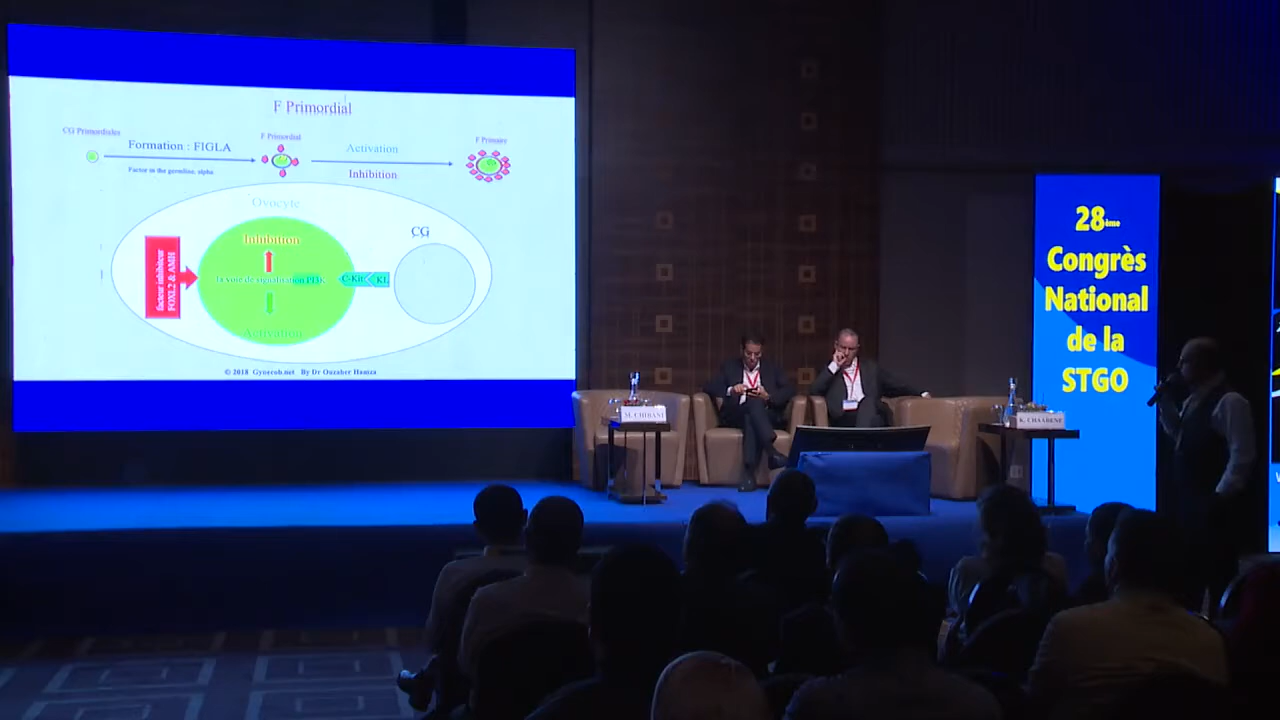 F Primordial
CG Primordiales
Formation : FIGLA
Factor in the germline, alpha
F Primordial
Activation
Inhibition
F Primaire
Ovocyte
CG
Inhibition
facteur inhibiteur
FOXL2 & AMH
la voie de signalisation PI3K
C-Kit
KL
Activation
© 2018 Gynecob.net By Dr Ouzaher Hamza
M. CHIBANI
K. CHAABENE
28ème
Congrès
National
de la
STGO